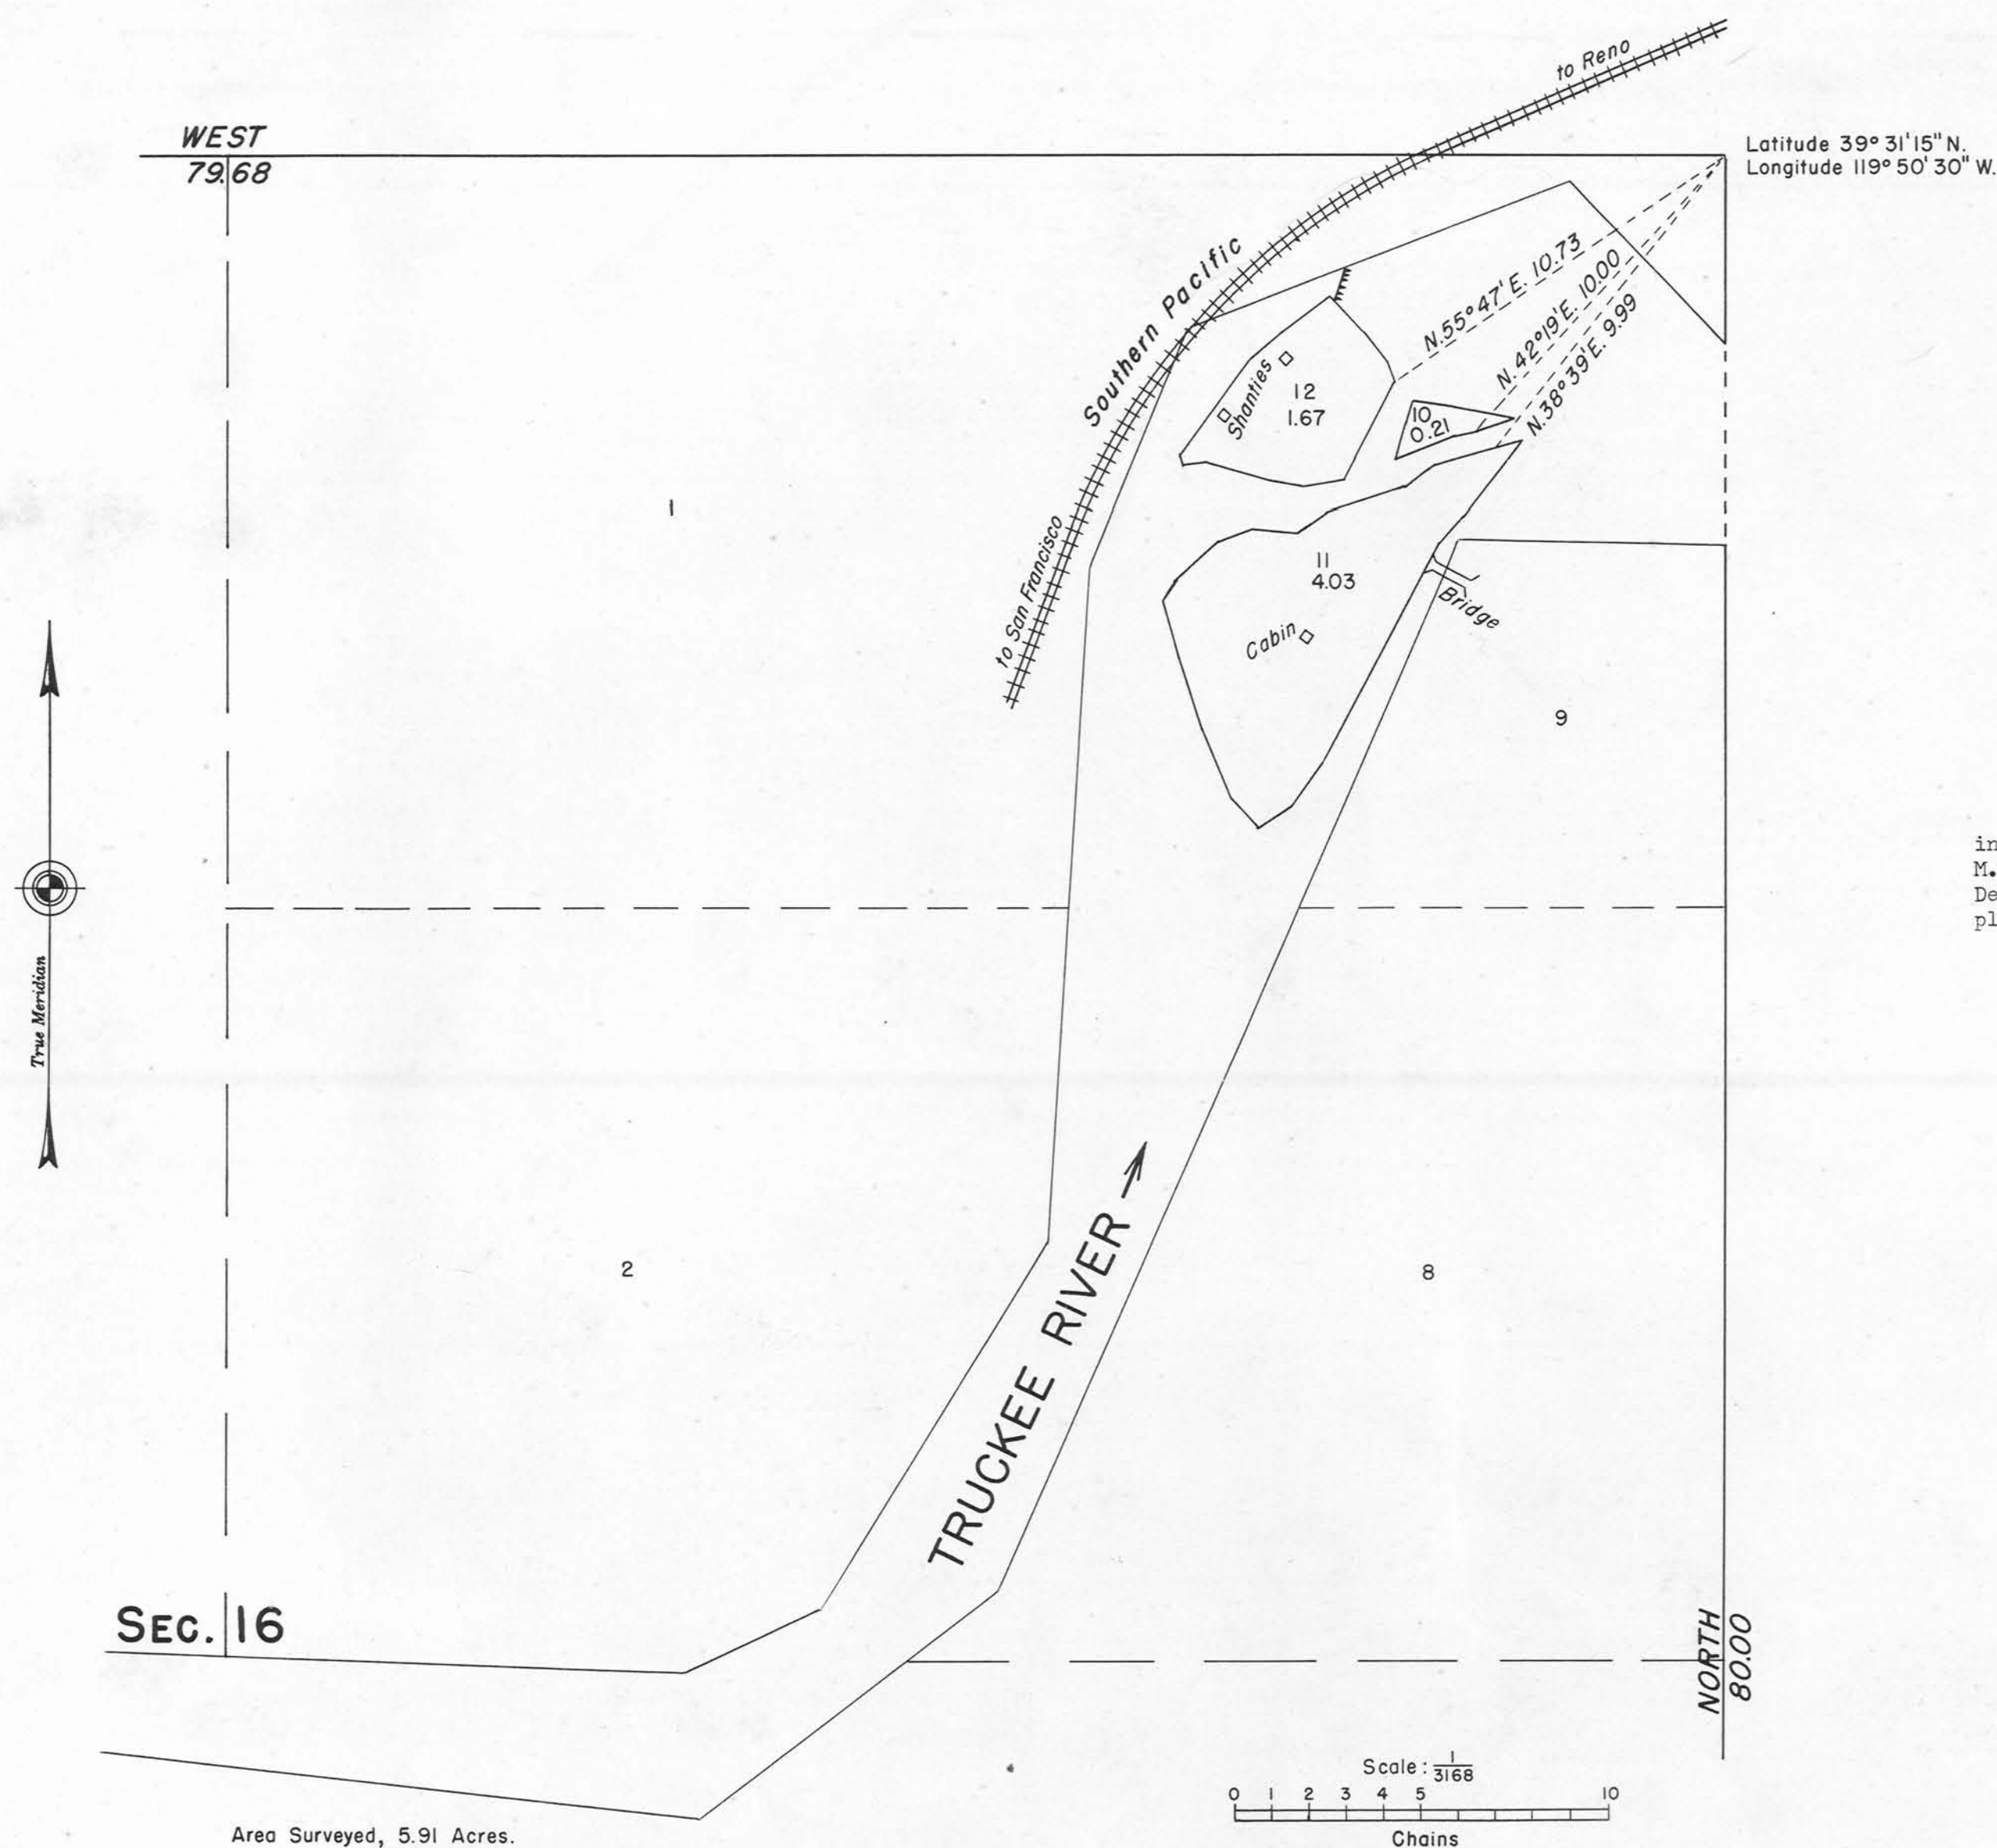 to Reno
WEST
79.68
Latitude 39° 31' 15" N.
Longitude 119° 50' 30" W.
Southern Pacific
N. 55° 47' E. 10.73
N. 42° 19' E. 10.00
N. 38° 39' E. 9.99
Shanties
12
1.67
10
0.21
1
to San Francisco
11
4.03
Bridge
Cabin
9
in
M.
De
pl
True Meridian
2
8
TRUCKEE RIVER
SEC. 16
NORTH
80.00
Scale: 1/3168
0 1 2 3 4 5 10
Chains
Area Surveyed, 5.91 Acres.